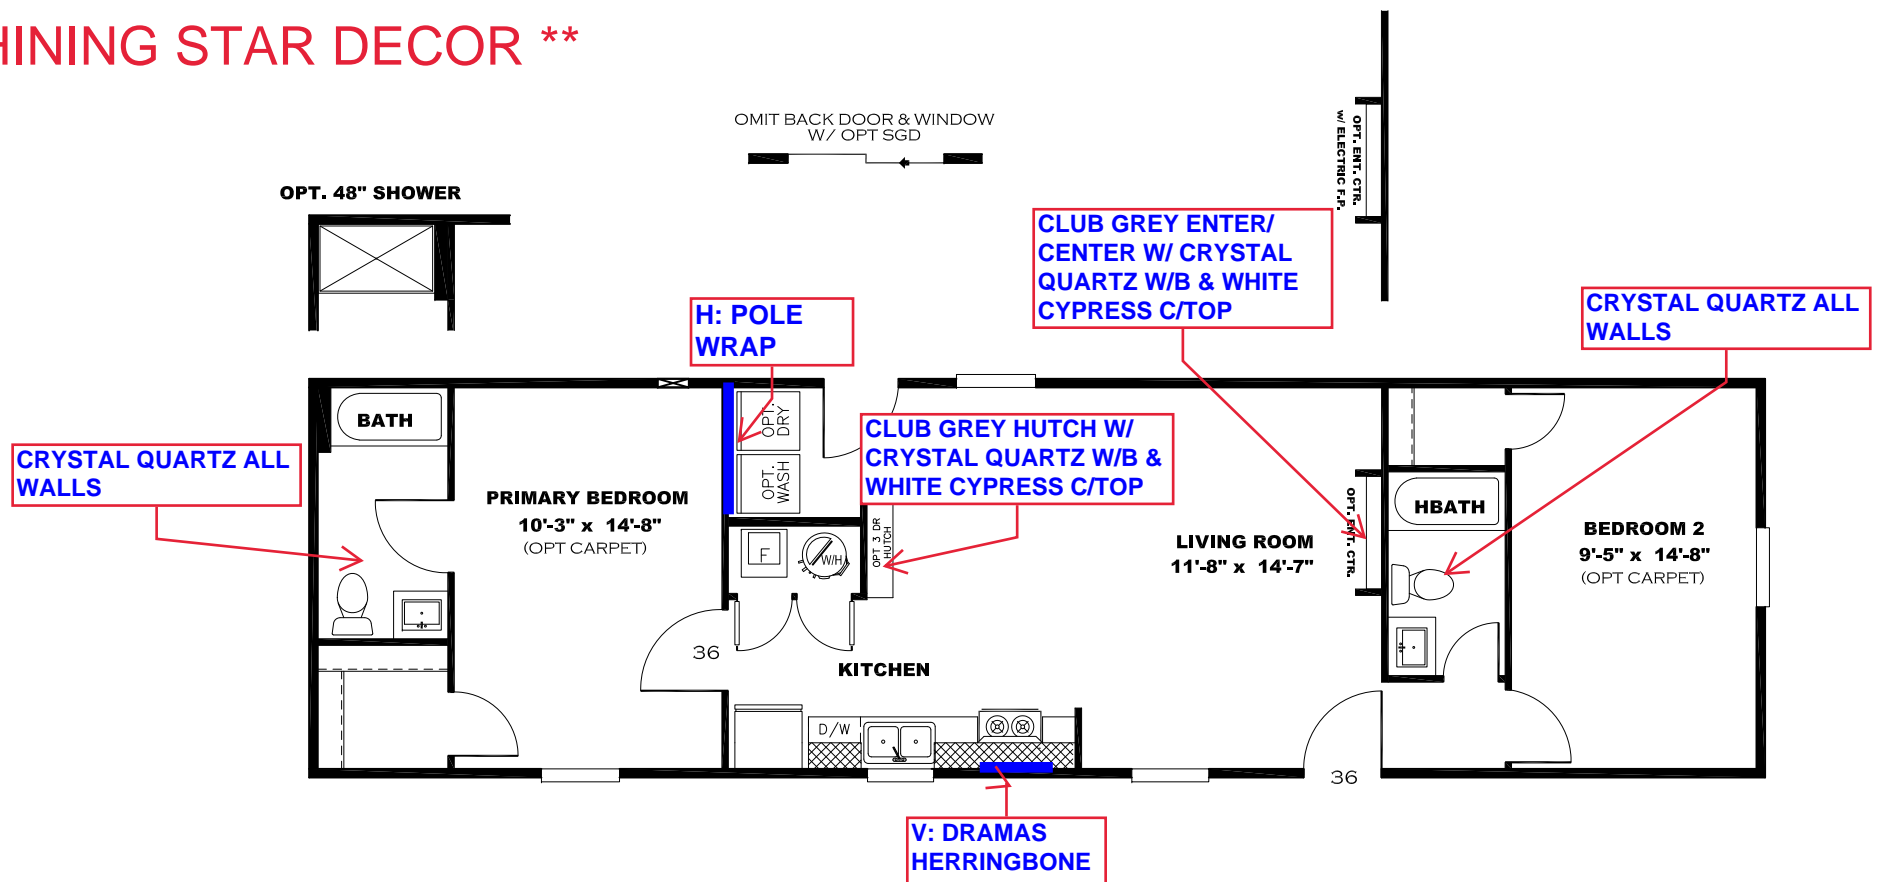 HINING STAR DECOR **
OMIT BACK DOOR & WINDOW
W/ OPT SGD
OPT. ENT. CTR.
W/ ELECTRIC F.P.
OPT. 48" SHOWER
CLUB GREY ENTER/
CENTER W/ CRYSTAL
QUARTZ W/B & WHITE
CYPRESS C/TOP
H: POLE
WRAP
CRYSTAL QUARTZ ALL
WALLS
BATH
OPT.
DRY
CLUB GREY HUTCH W/
CRYSTAL QUARTZ W/B &
WHITE CYPRESS C/TOP
CRYSTAL QUARTZ ALL
WALLS
OPT.
WASH
PRIMARY BEDROOM
10'-3" x 14'-8"
(OPT CARPET)
F
W/H
OPT 3 DR
HUTCH
LIVING ROOM
11'-8" x 14'-7"
OPT. ENT. CTR.
HBATH
BEDROOM 2
9'-5" x 14'-8"
(OPT CARPET)
36
KITCHEN
D/W
36
V: DRAMAS
HERRINGBONE